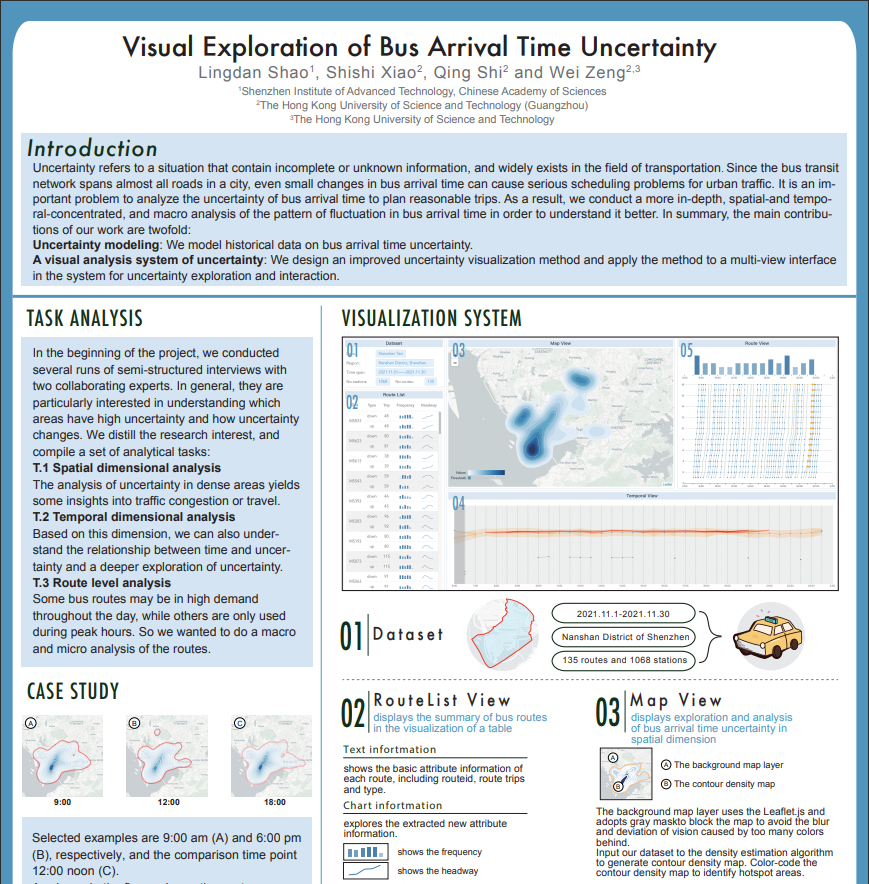 Visual Exploration of Bus Arrival Time Uncertainty
Lingdan Shao1, Shishi Xiao2, Qing Shi2 and Wei Zeng2,3
1Shenzhen Institute of Advanced Technology, Chinese Academy of Sciences
2The Hong Kong University of Science and Technology (Guangzhou)
3The Hong Kong University of Science and Technology
Introduction
Uncertainty refers to a situation that contain incomplete or unknown information, and widely exists in the field of transportation. Since the bus transit
network spans almost all roads in a city, even small changes in bus arrival time can cause serious scheduling problems for urban traffic. It is an im-
portant problem to analyze the uncertainty of bus arrival time to plan reasonable trips. As a result, we conduct a more in-depth, spatial-and tempo-
ral-concentrated, and macro analysis of the pattern of fluctuation in bus arrival time in order to understand it better. In summary, the main contribu-
tions of our work are twofold:
Uncertainty modeling: We model historical data on bus arrival time uncertainty.
A visual analysis system of uncertainty: We design an improved uncertainty visualization method and apply the method to a multi-view interface
in the system for uncertainty exploration and interaction.
TASK ANALYSIS
In the beginning of the project, we conducted
several runs of semi-structured interviews with
two collaborating experts. In general, they are
particularly interested in understanding which
areas have high uncertainty and how uncertainty
changes. We distill the research interest, and
compile a set of analytical tasks:
T.1 Spatial dimensional analysis
The analysis of uncertainty in dense areas yields
some insights into traffic congestion or travel.
T.2 Temporal dimensional analysis
Based on this dimension, we can also under-
stand the relationship between time and uncer-
tainty and a deeper exploration of uncertainty.
T.3 Route level analysis
Some bus routes may be in high demand
throughout the day, while others are only used
during peak hours. So we wanted to do a macro
and micro analysis of the routes.
CASE STUDY
A
B
C
9:00
12:00
18:00
Selected examples are 9:00 am (A) and 6:00 pm
(B), respectively, and the comparison time point
12:00 noon (C).
VISUALIZATION SYSTEM
01
Dataset
02
Route List
03
Map View
04
Temporal View
05
Route View
01 Dataset
2021.11.1-2021.11.30
Nanshan District of Shenzhen
135 routes and 1068 stations
02 RouteList View
displays the summary of bus routes
in the visualization of a table
Text infortmation
shows the basic attribute information of
each route, including routeid, route trips
and type.
Chart infortmation
explores the extracted new attribute
information.
shows the frequency
shows the headway
03 Map View
displays exploration and analysis
of bus arrival time uncertainty in
spatial dimension
A
B
A The background map layer
B The contour density map
The background map layer uses the Leaflet.js and
adopts gray maskto block the map to avoid the blur
and deviation of vision caused by too many colors
behind.
Input our dataset to the density estimation algorithm
to generate contour density map. Color-code the
contour density map to identify hotspot areas.